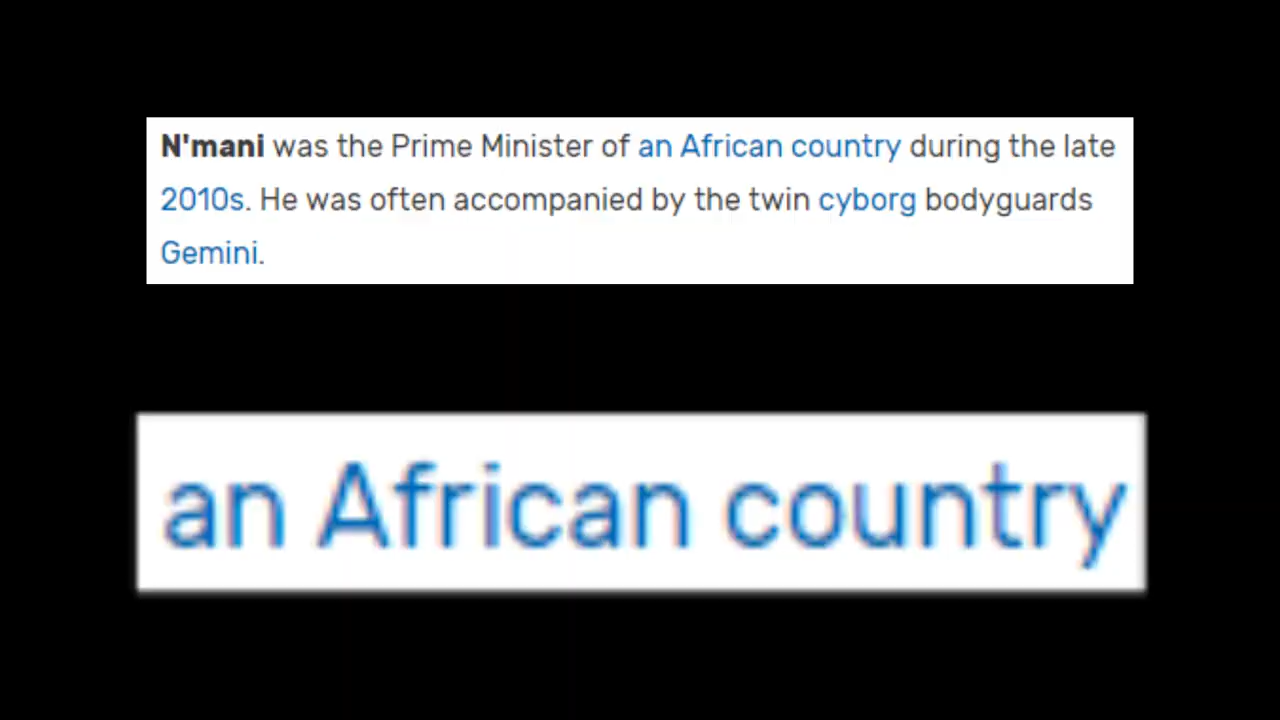 N'mani was the Prime Minister of an African country during the late
2010s. He was often accompanied by the twin cyborg bodyguards
Gemini.
an African country